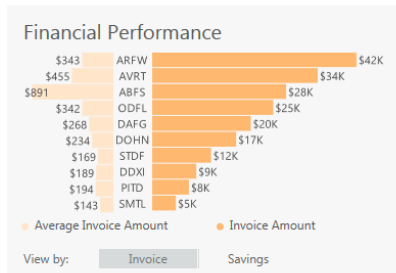 Financial Performance
$343 ARFW $42K
$455 AVRT $34K
$891 ABFS $28K
$342 ODFL $25K
$268 DAFG $20K
$234 DOHN $17K
$169 STDF $12K
$189 DDXI $9K
$194 PITD $8K
$143 SMTL $5K
Average Invoice Amount Invoice Amount
View by: Invoice Savings